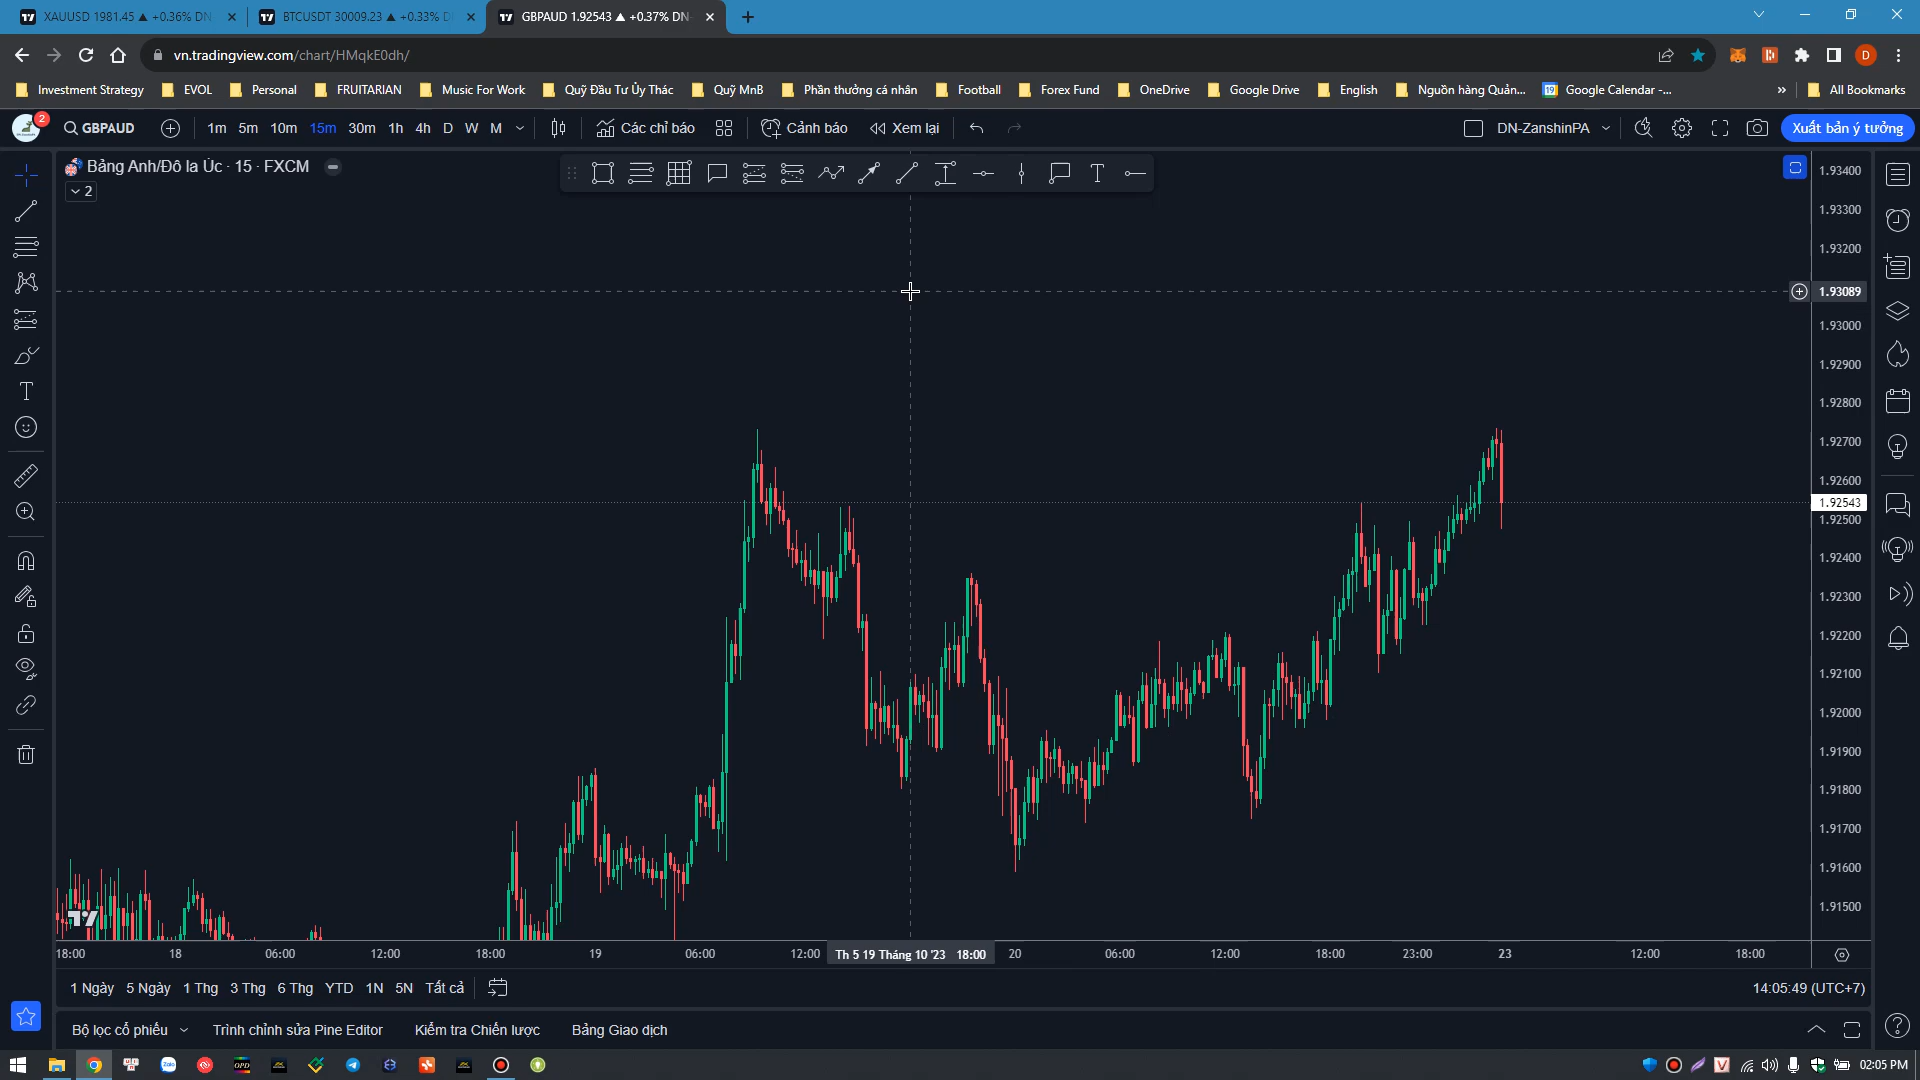 XAUUSD 1981.45 ▲ +0.36% DN
BTCUSDT 30009.23 ▲ +0.33% D
GBPAUD 1.92543 ▲ +0.37% DN
vn.tradingview.com/chart/HMqkE0dh/
D
Investment Strategy
EVOL
Personal
FRUITARIAN
Music For Work
Quỹ Đầu Tư Ủy Thác
Quỹ MnB
Phần thưởng cá nhân
Football
Forex Fund
OneDrive
Google Drive
English
Nguồn hàng Quản...
Google Calendar -...
»
All Bookmarks
2
GBPAUD
1m 5m 10m 15m 30m 1h 4h D W M
Các chỉ báo
Cảnh báo
Xem lại
DN-ZanshinPA
Xuất bản ý tưởng
Bảng Anh/Đô la Úc · 15 · FXCM
2
1.93400
1.93300
1.93200
1.93089
1.93000
1.92900
1.92800
1.92700
1.92600
1.92543
1.92500
1.92400
1.92300
1.92200
1.92100
1.92000
1.91900
1.91800
1.91700
1.91600
1.91500
18:00 18 06:00 12:00 18:00 19 06:00 12:00 Th 5 19 Tháng 10 '23 18:00 20 06:00 12:00 18:00 23:00 23 12:00 18:00
1 Ngày 5 Ngày 1 Thg 3 Thg 6 Thg YTD 1N 5N Tất cả
14:05:49 (UTC+7)
Bộ lọc cổ phiếu
Trình chỉnh sửa Pine Editor
Kiểm tra Chiến lược
Bảng Giao dịch
Zalo
OPD
V
02:05 PM